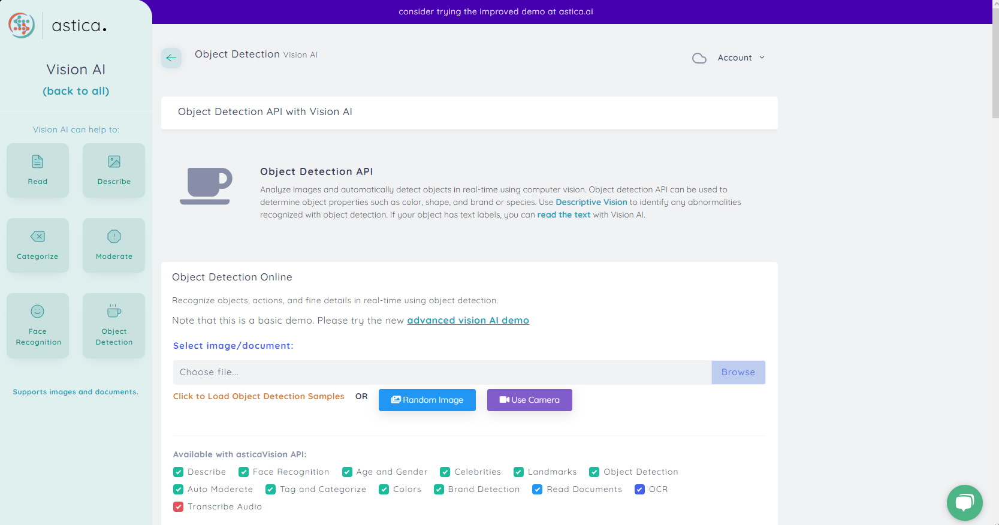 consider trying the improved demo at astica.ai
astica.
Vision AI
(back to all)
Vision AI can help to:
Read
Describe
Categorize
Moderate
Face
Recognition
Object
Detection
Supports images and documents.
Object Detection Vision AI
Account
Object Detection API with Vision AI
Object Detection API
Analyze images and automatically detect objects in real-time using computer vision. Object detection API can be used to
determine object properties such as color, shape, and brand or species. Use Descriptive Vision to identify any abnormalities
recognized with object detection. If your object has text labels, you can read the text with Vision AI.
Object Detection Online
Recognize objects, actions, and fine details in real-time using object detection.
Note that this is a basic demo. Please try the new advanced vision AI demo
Select image/document:
Choose file... Browse
Click to Load Object Detection Samples OR Random Image Use Camera
Available with asticaVision API:
Describe Face Recognition Age and Gender Celebrities Landmarks Object Detection
Auto Moderate Tag and Categorize Colors Brand Detection Read Documents OCR
Transcribe Audio